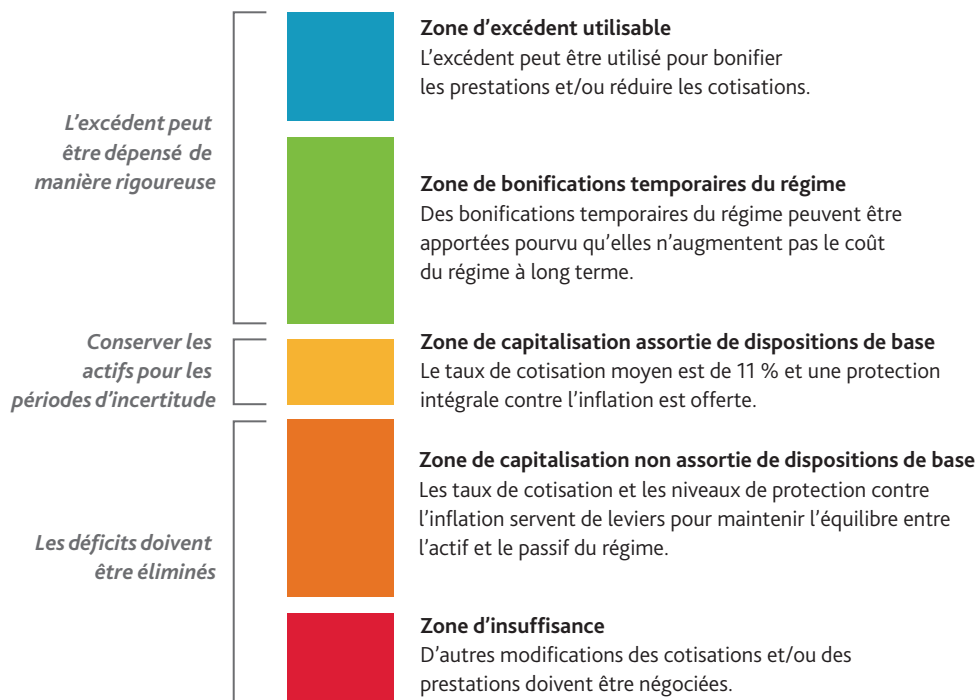 Zone d’excédent utilisable
L’excédent peut être utilisé pour bonifier
les prestations et/ou réduire les cotisations.
L’excédent peut
être dépensé de
manière rigoureuse
Zone de bonifications temporaires du régime
Des bonifications temporaires du régime peuvent être
apportées pourvu qu’elles n’augmentent pas le coût
du régime à long terme.
Conserver les
actifs pour les
périodes d’incertitude
Zone de capitalisation assortie de dispositions de base
Le taux de cotisation moyen est de 11 % et une protection
intégrale contre l’inflation est offerte.
Zone de capitalisation non assortie de dispositions de base
Les taux de cotisation et les niveaux de protection contre
l’inflation servent de leviers pour maintenir l’équilibre entre
l’actif et le passif du régime.
Les déficits doivent
être éliminés
Zone d’insuffisance
D’autres modifications des cotisations et/ou des
prestations doivent être négociées.